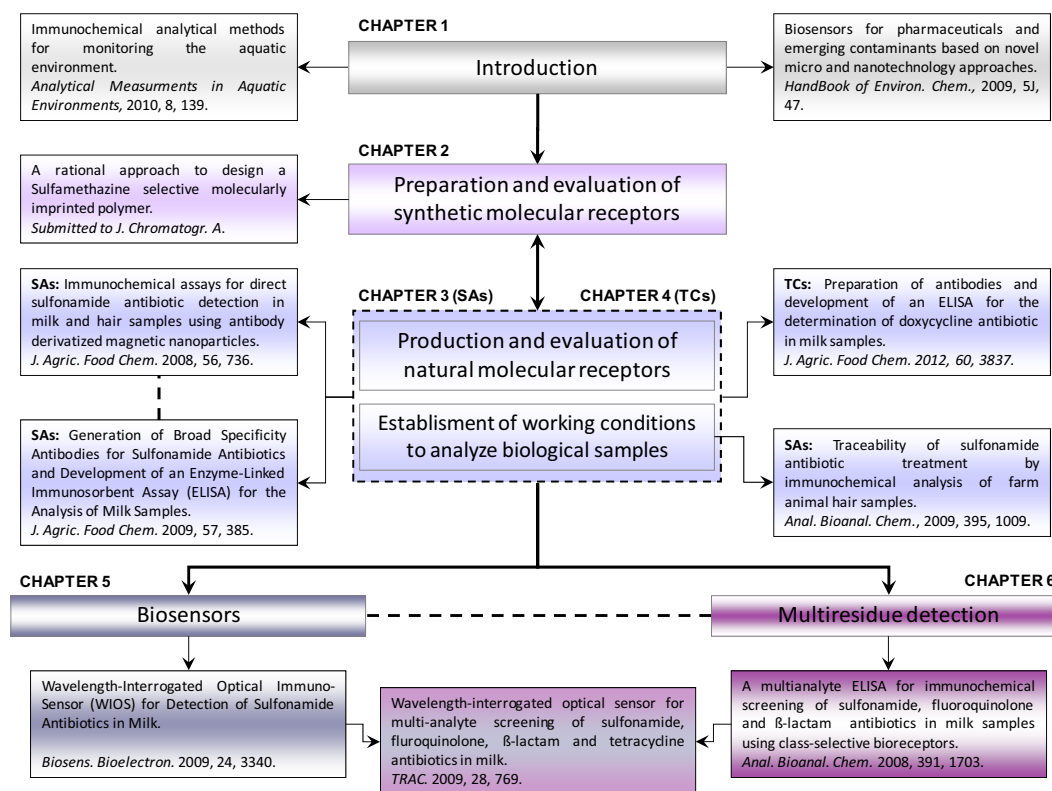 CHAPTER 1
Immunochemical analytical methods
for monitoring the aquatic
environment.
Analytical Measurments in Aquatic
Environments, 2010, 8, 139.
Introduction
Biosensors for pharmaceuticals and
emerging contaminants based on novel
micro and nanotechnology approaches.
HandBook of Environ. Chem., 2009, 5J,
47.
CHAPTER 2
A rational approach to design a
Sulfamethazine selective molecularly
imprinted polymer.
Submitted to J. Chromatogr. A.
Preparation and evaluation of
synthetic molecular receptors
CHAPTER 3 (SAs)
CHAPTER 4 (TCs)
SAs: Immunochemical assays for direct
sulfonamide antibiotic detection in
milk and hair samples using antibody
derivatized magnetic nanoparticles.
J. Agric. Food Chem. 2008, 56, 736.
Production and evaluation of
natural molecular receptors
TCs: Preparation of antibodies and
development of an ELISA for the
determination of doxycycline antibiotic
in milk samples.
J. Agric. Food Chem. 2012, 60, 3837.
SAs: Generation of Broad Specificity
Antibodies for Sulfonamide Antibiotics
and Development of an Enzyme-Linked
Immunosorbent Assay (ELISA) for the
Analysis of Milk Samples.
J. Agric. Food Chem. 2009, 57, 385.
Establisment of working conditions
to analyze biological samples
SAs: Traceability of sulfonamide
antibiotic treatment by
immunochemical analysis of farm
animal hair samples.
Anal. Bioanal. Chem., 2009, 395, 1009.
CHAPTER 5
CHAPTER 6
Biosensors
Multiresidue detection
Wavelength-Interrogated Optical Immuno-
Sensor (WIOS) for Detection of Sulfonamide
Antibiotics in Milk.
Biosens. Bioelectron. 2009, 24, 3340.
Wavelength-interrogated optical sensor for
multi-analyte screening of sulfonamide,
fluroquinolone, ß-lactam and tetracycline
antibiotics in milk.
TRAC. 2009, 28, 769.
A multianalyte ELISA for immunochemical
screening of sulfonamide, fluoroquinolone
and ß-lactam antibiotics in milk samples
using class-selective bioreceptors.
Anal. Bioanal. Chem. 2008, 391, 1703.